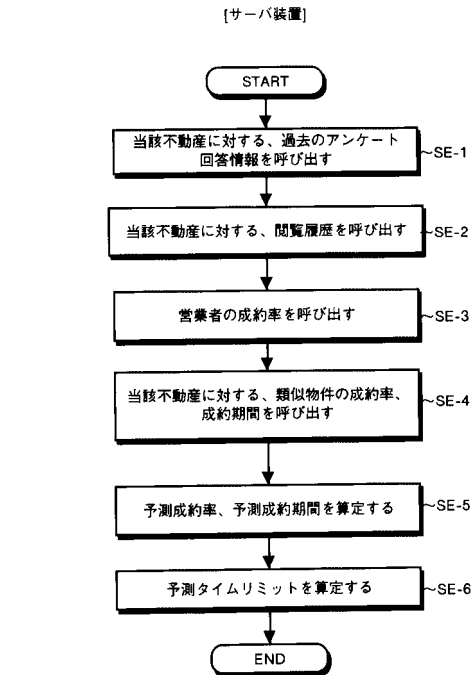 [サーバ装置]
START
当該不動産に対する、過去のアンケート
回答情報を呼び出す
~SE-1
当該不動産に対する、閲覧履歴を呼び出す
~SE-2
営業者の成約率を呼び出す
~SE-3
当該不動産に対する、類似物件の成約率、
成約期間を呼び出す
~SE-4
予測成約率、予測成約期間を算定する
~SE-5
予測タイムリミットを算定する
~SE-6
END